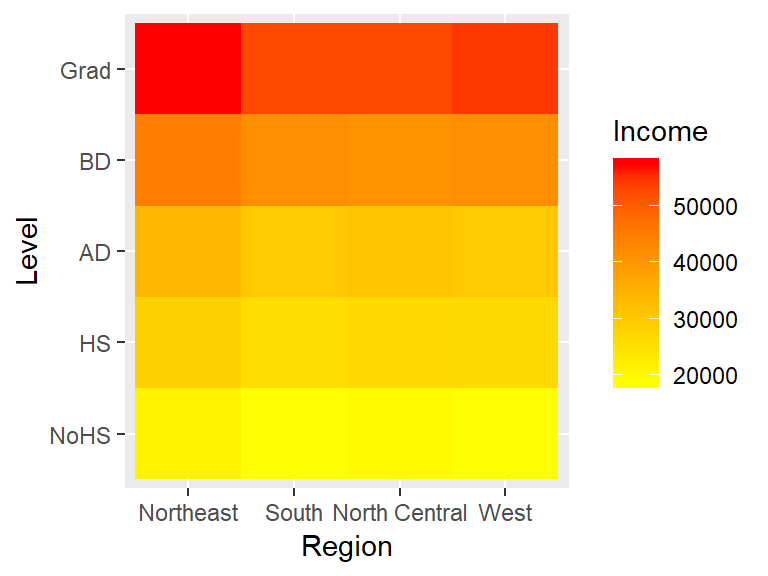 Level
Grad
BD
AD
HS
NoHS
Northeast South North Central West
Region
Income
50000
40000
30000
20000